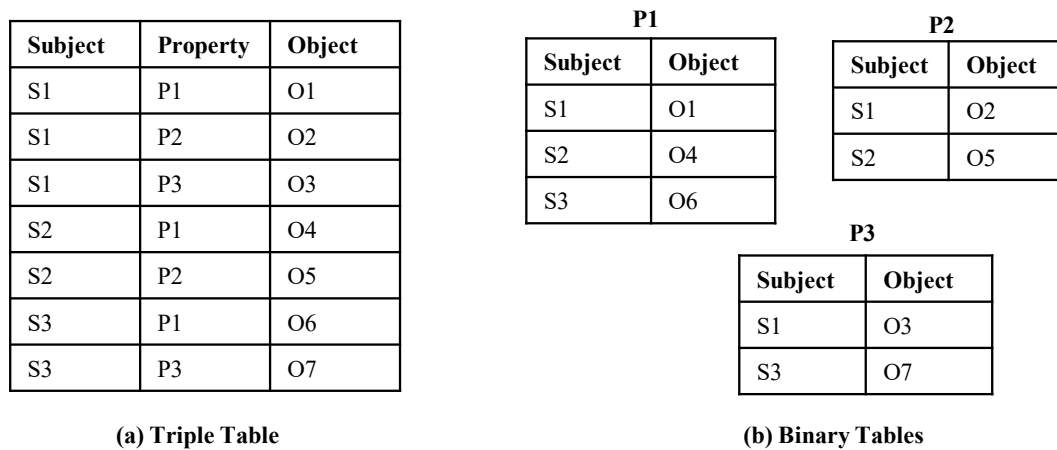 Subject Property Object
S1 P1 O1
S1 P2 O2
S1 P3 O3
S2 P1 O4
S2 P2 O5
S3 P1 O6
S3 P3 O7
(a) Triple Table
P1
Subject Object
S1 O1
S2 O4
S3 O6
P2
Subject Object
S1 O2
S2 O5
P3
Subject Object
S1 O3
S3 O7
(b) Binary Tables